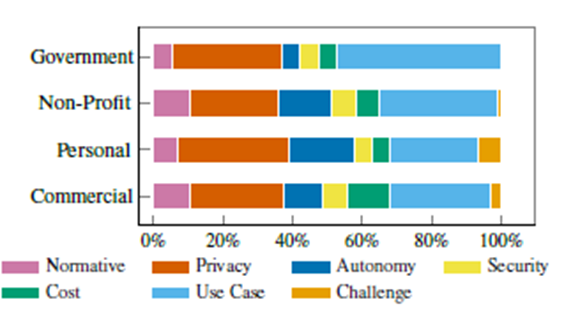 Government
Non-Profit
Personal
Commercial
0% 20% 40% 60% 80% 100%
Normative Privacy Autonomy Security
Cost Use Case Challenge